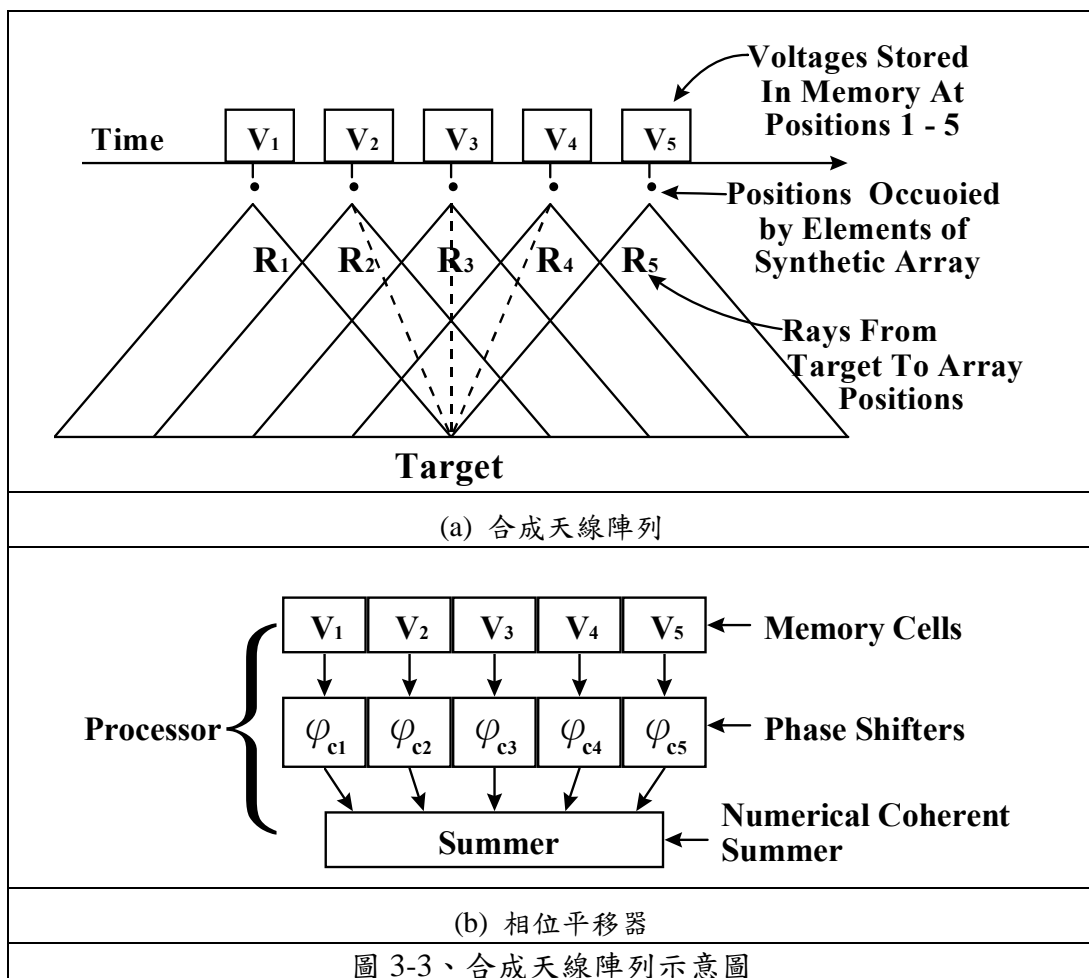 Time
V1 V2 V3 V4 V5
Voltages Stored
In Memory At
Positions 1 - 5
Positions Occuoied
by Elements of
Synthetic Array
R1 R2 R3 R4 R5
Rays From
Target To Array
Positions
Target
(a) 合成天線陣列
V1 V2 V3 V4 V5
Memory Cells
Processor
φc1 φc2 φc3 φc4 φc5
Phase Shifters
Summer
Numerical Coherent
Summer
(b) 相位平移器
圖 3-3、合成天線陣列示意圖